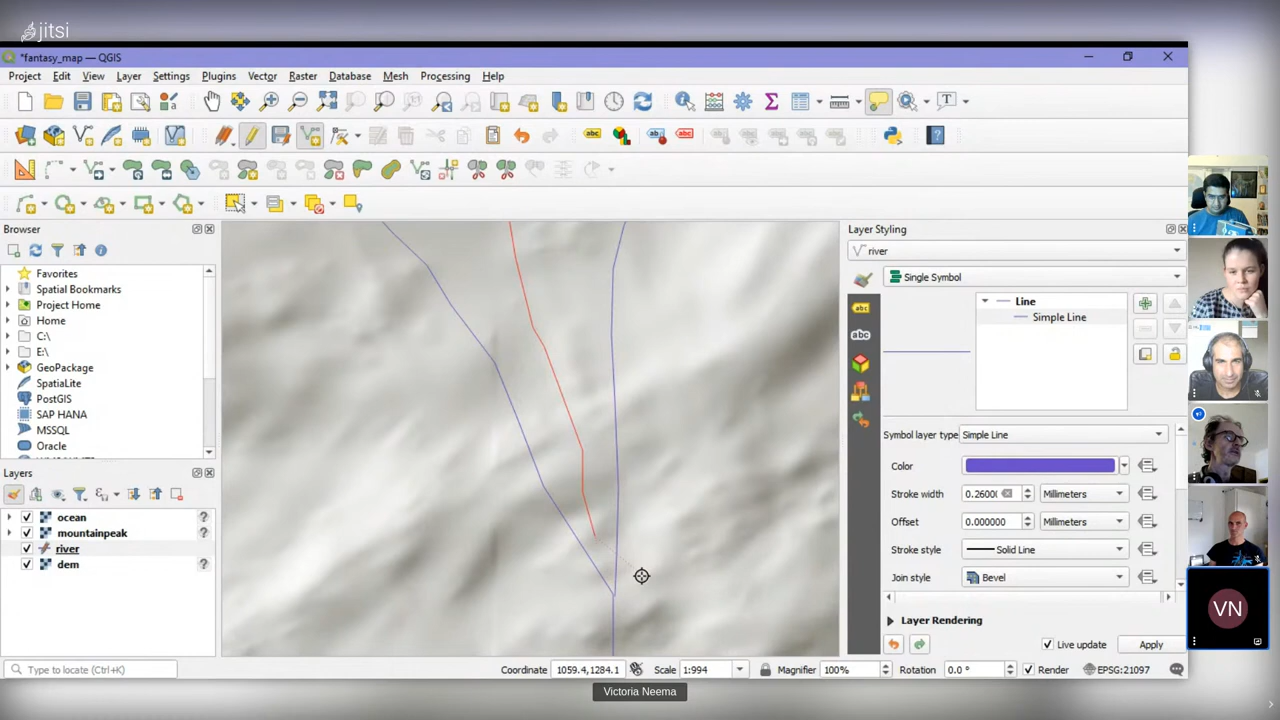 jitsi
*fantasy_map — QGIS
Project Edit View Layer Settings Plugins Vector Raster Database Mesh Processing Help
Browser
Favorites
Spatial Bookmarks
Project Home
Home
C:\
E:\
GeoPackage
SpatiaLite
PostGIS
SAP HANA
MSSQL
Oracle
Layers
ocean
mountainpeak
river
dem
Layer Styling
river
Single Symbol
Line
Simple Line
Symbol layer type Simple Line
Color
Stroke width 0.2600 Millimeters
Offset 0.000000 Millimeters
Stroke style Solid Line
Join style Bevel
Layer Rendering
Live update Apply
Type to locate (Ctrl+K) Coordinate 1059.4,1284.1 Scale 1:994 Magnifier 100% Rotation 0.0 ° Render EPSG:21097
VN
Victoria Neema